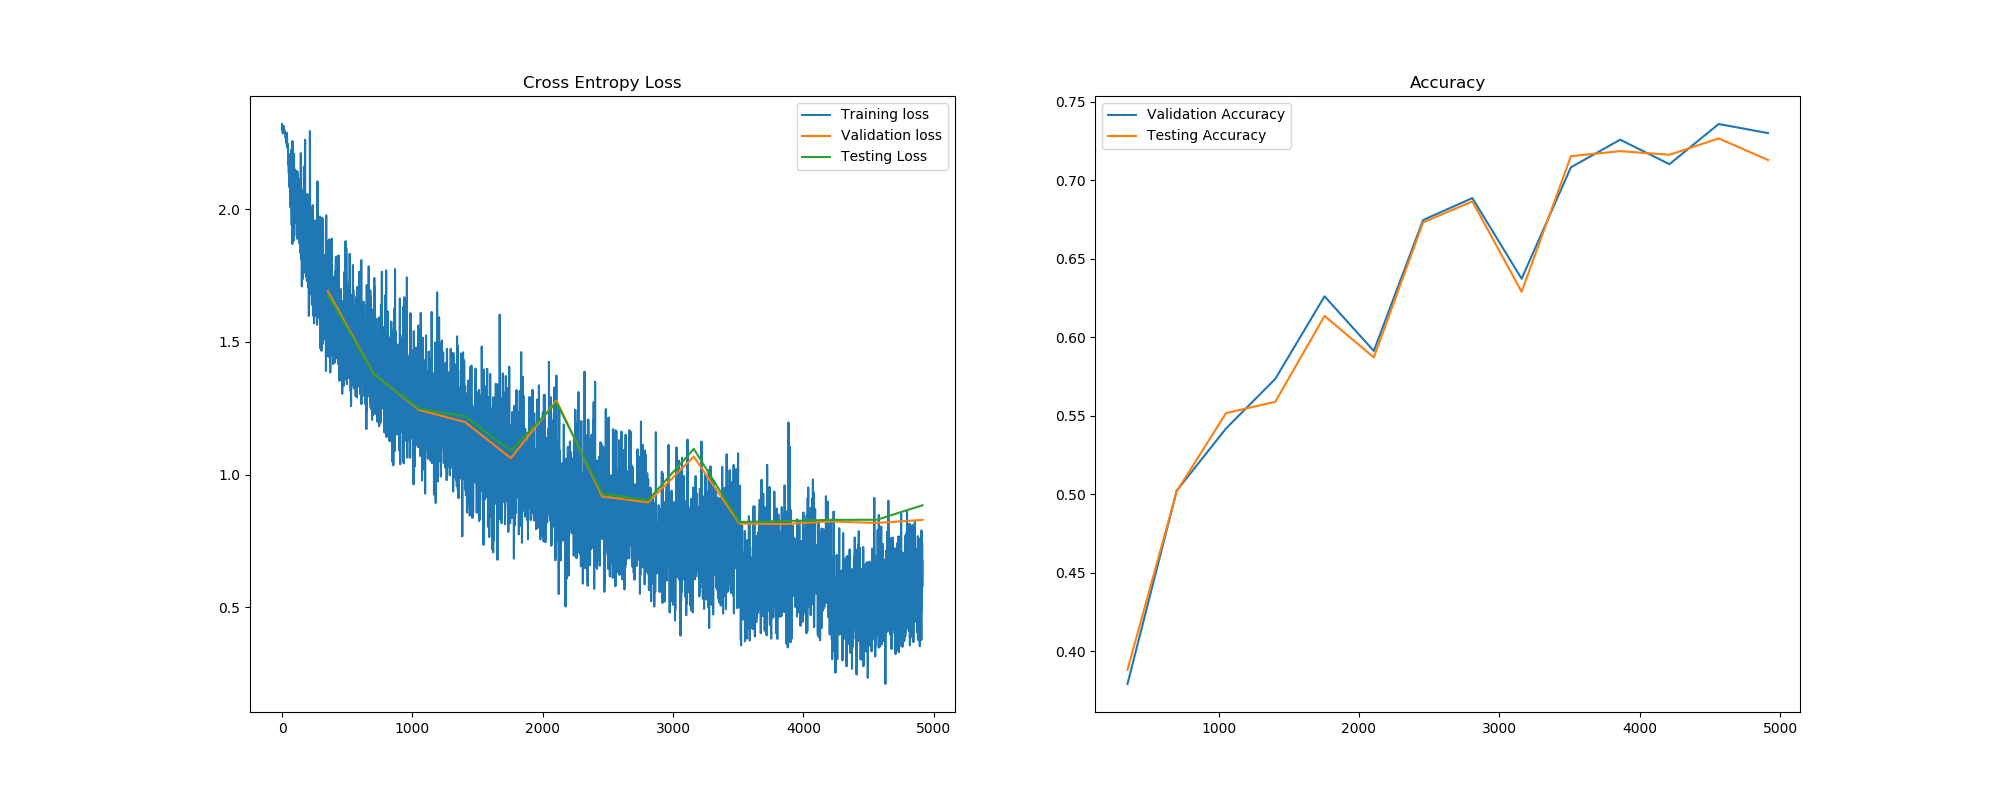 Cross Entropy Loss
Training loss
Validation loss
Testing Loss
2.0
1.5
1.0
0.5
0 1000 2000 3000 4000 5000
Accuracy
Validation Accuracy
Testing Accuracy
0.75
0.70
0.65
0.60
0.55
0.50
0.45
0.40
1000 2000 3000 4000 5000